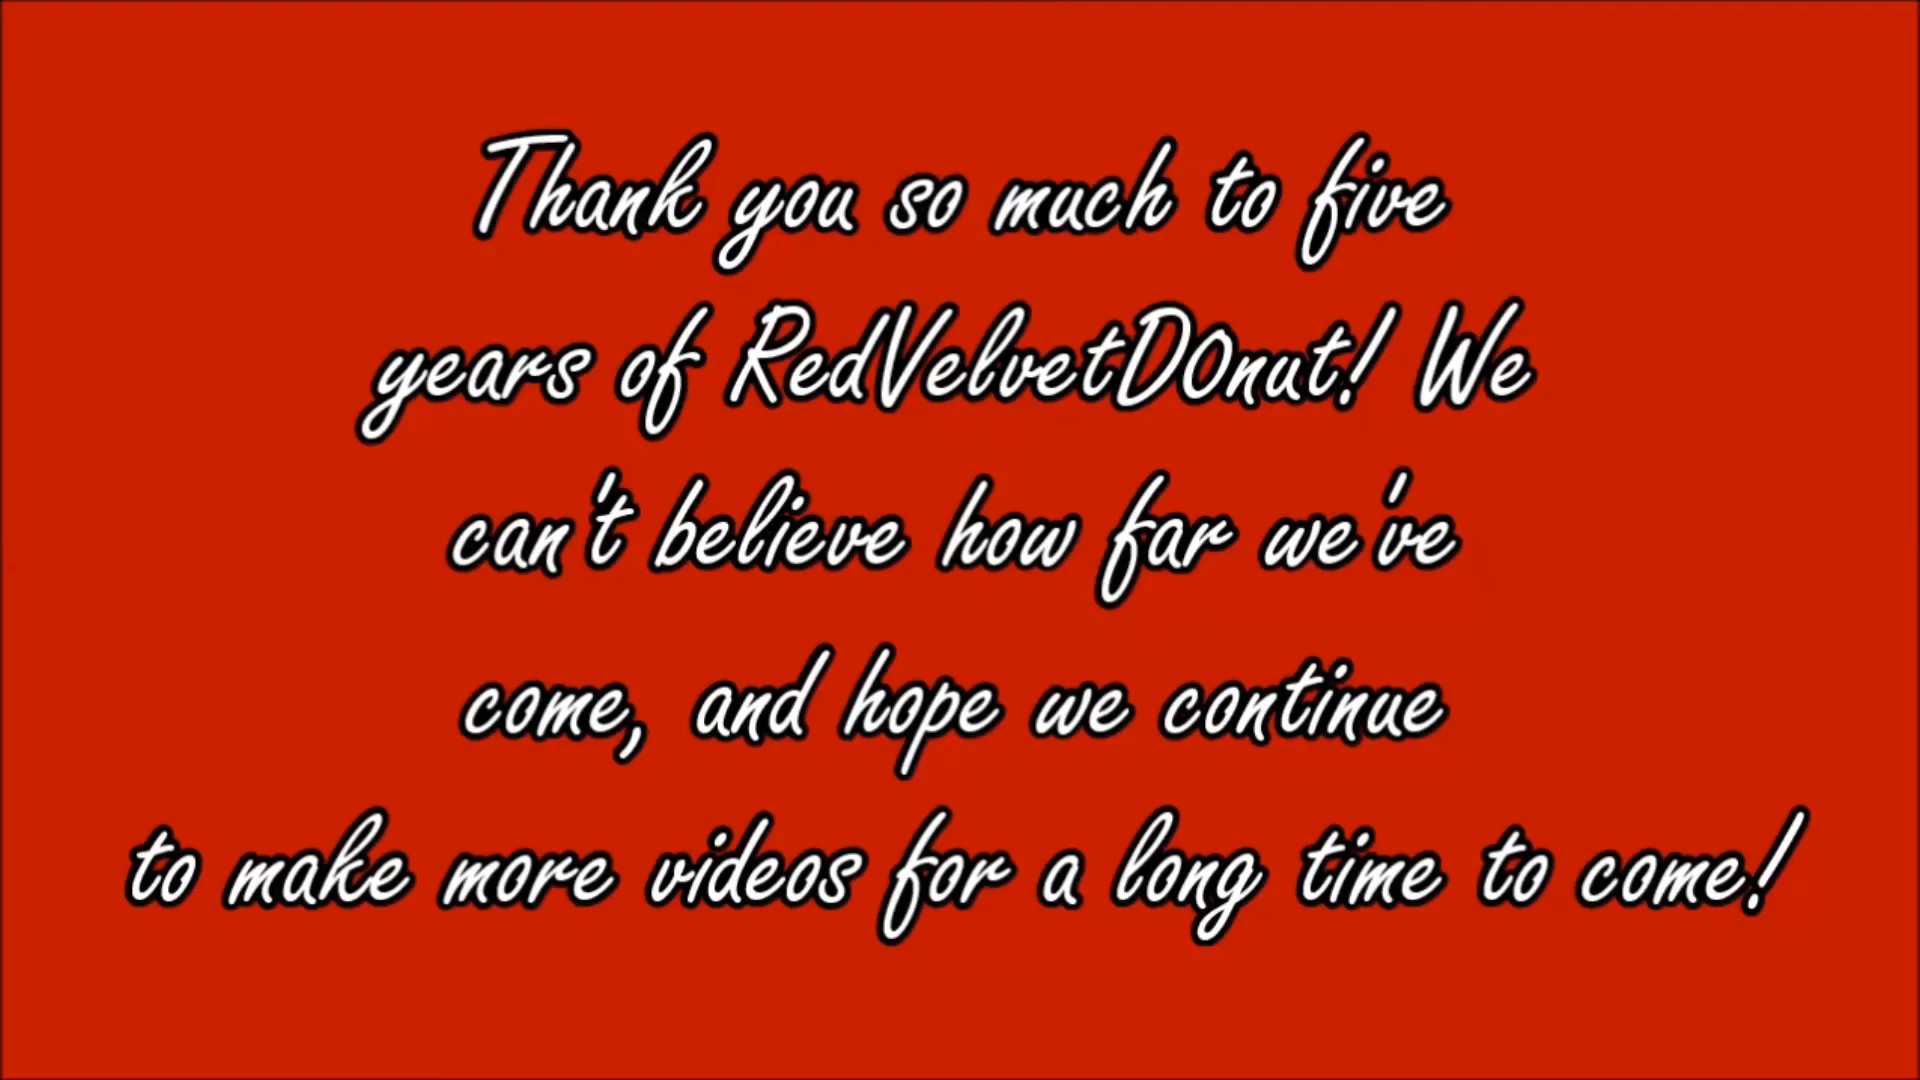 Thank you so much to five
years of RedVelvetD0nut! We
can't believe how far we've
come, and hope we continue
to make more videos for a long time to come!